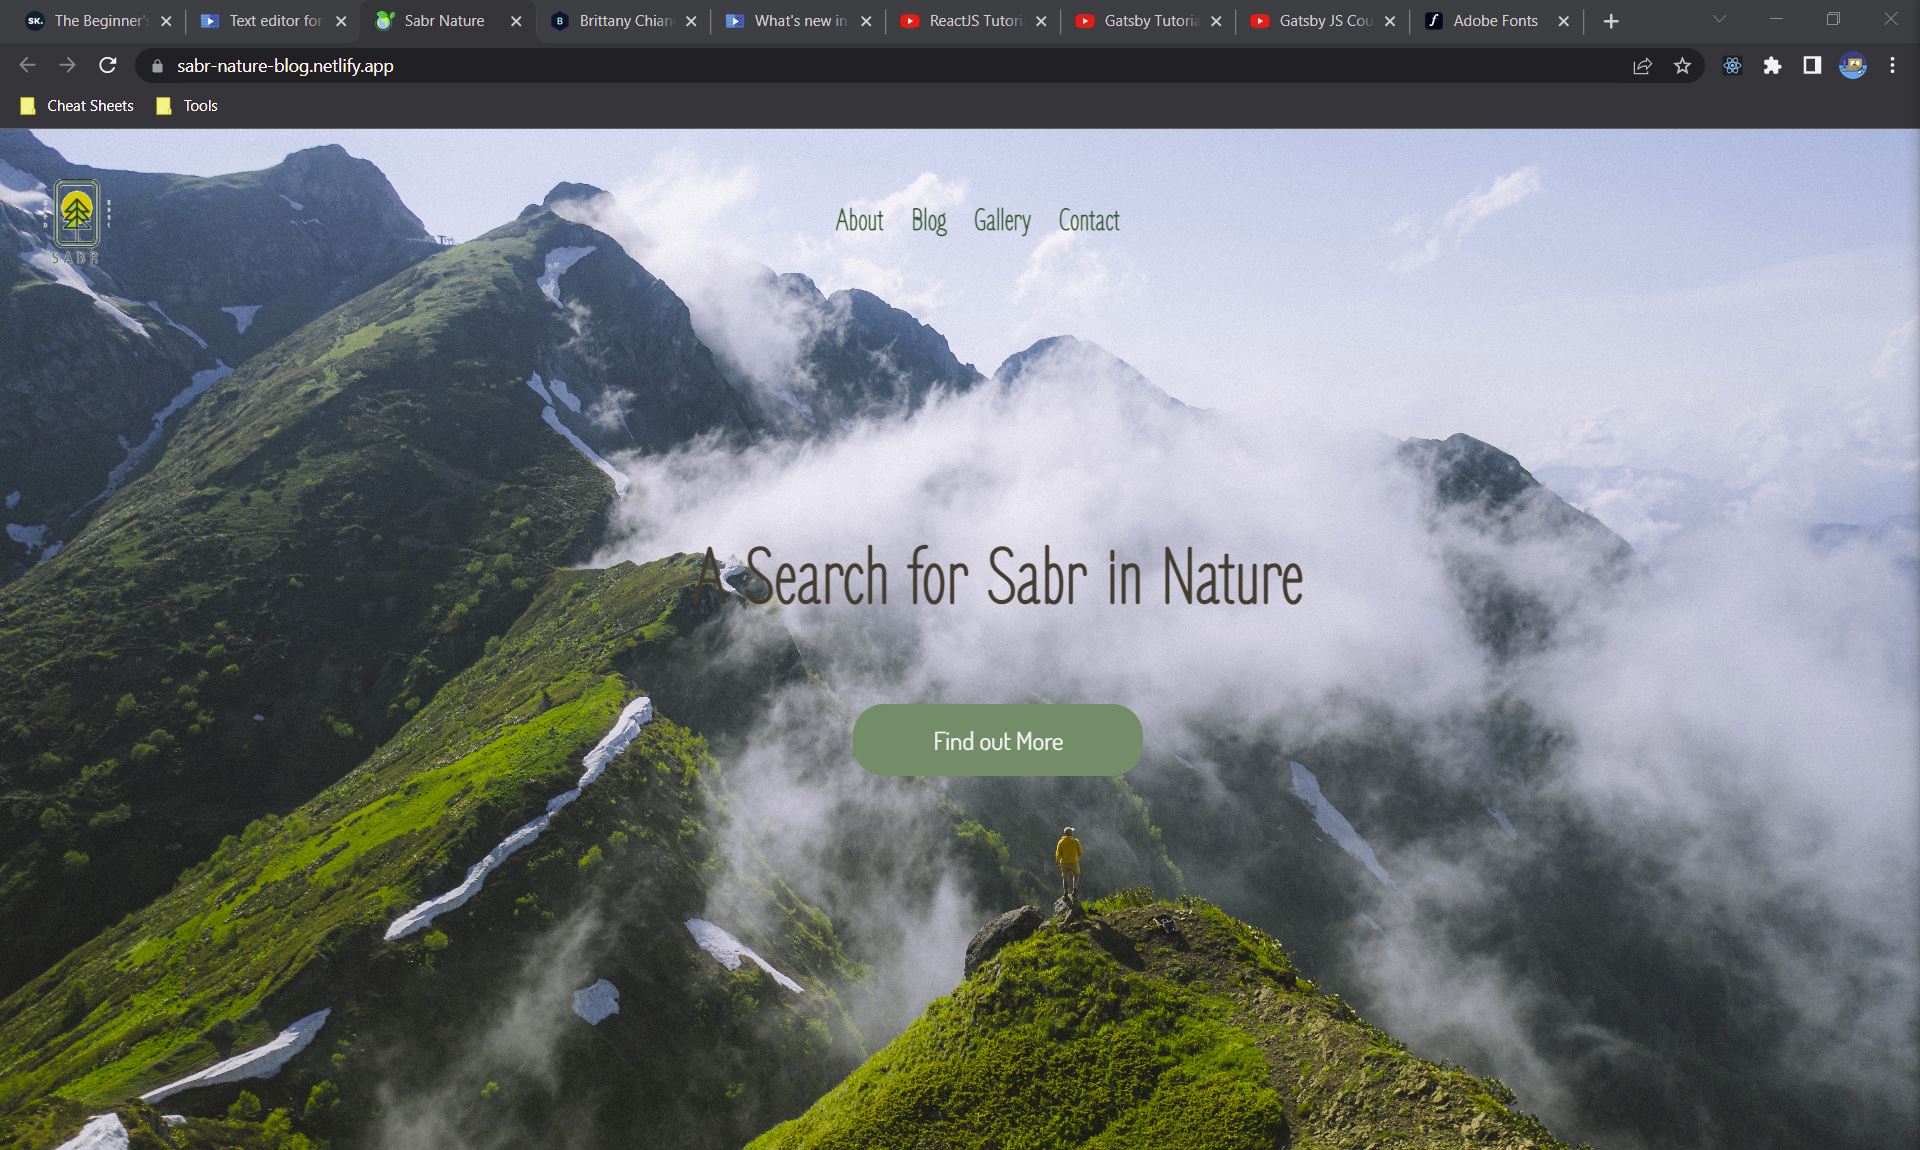 The Beginner's
Text editor for
Sabr Nature
Brittany Chian
What's new in
ReactJS Tutori
Gatsby Tutoria
Gatsby JS Cou
Adobe Fonts
sabr-nature-blog.netlify.app
Cheat Sheets
Tools
SABR
About
Blog
Gallery
Contact
A Search for Sabr in Nature
Find out More